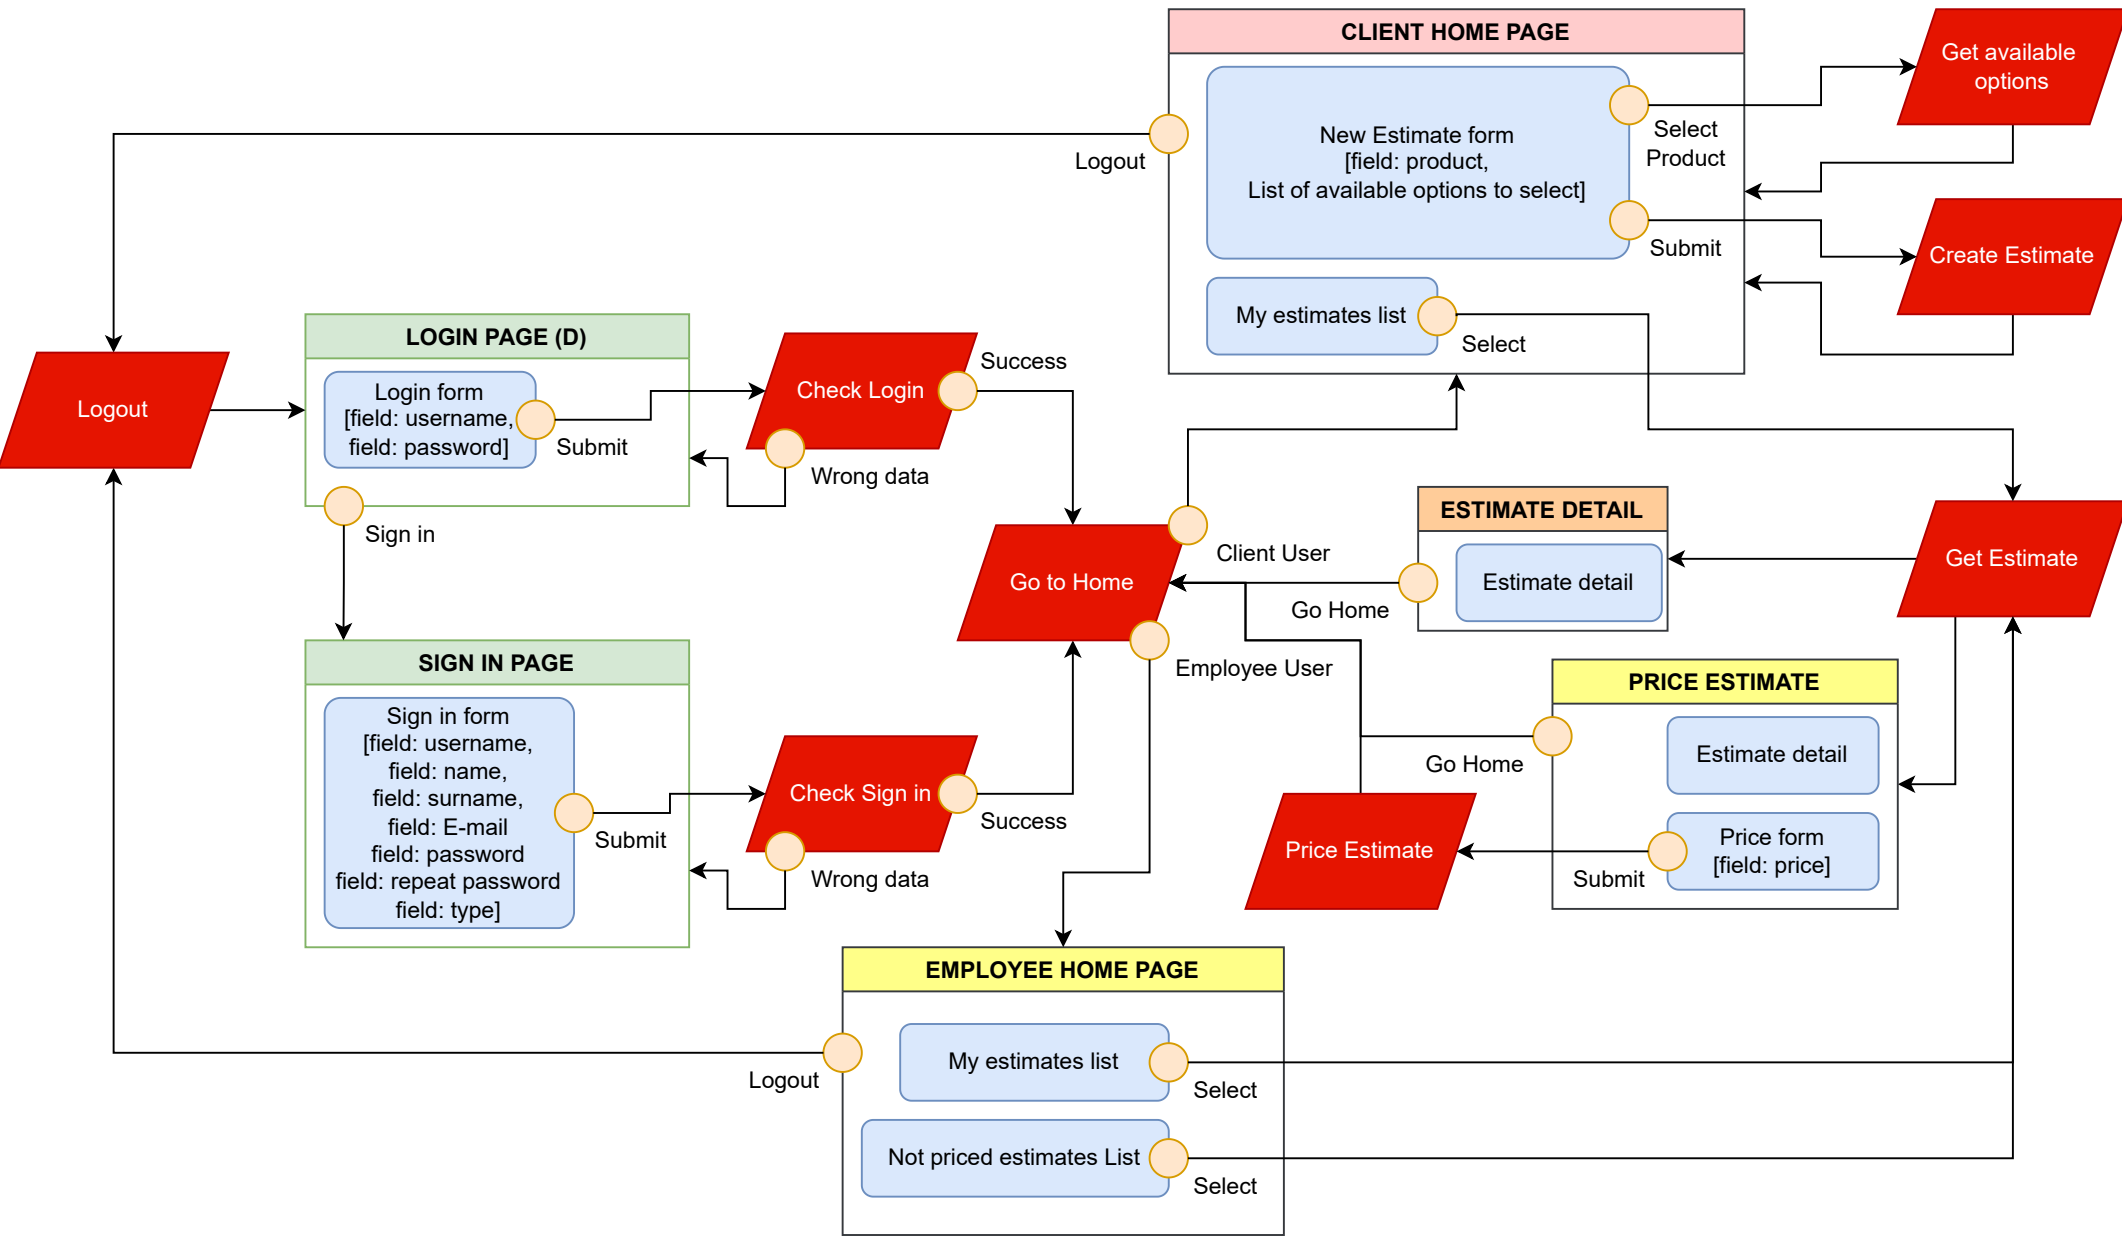 CLIENT HOME PAGE
New Estimate form
[field: product,
List of available options to select]
Select
Product
Submit
Logout
My estimates list
Select
Get available
options
Create Estimate
Logout
LOGIN PAGE (D)
Login form
[field: username,
field: password]
Submit
Sign in
Check Login
Success
Wrong data
SIGN IN PAGE
Sign in form
[field: username,
field: name,
field: surname,
field: E-mail
field: password
field: repeat password
field: type]
Submit
Check Sign in
Success
Wrong data
Go to Home
Client User
Employee User
ESTIMATE DETAIL
Estimate detail
Go Home
Get Estimate
PRICE ESTIMATE
Estimate detail
Go Home
Price form
[field: price]
Submit
Price Estimate
EMPLOYEE HOME PAGE
My estimates list
Select
Logout
Not priced estimates List
Select